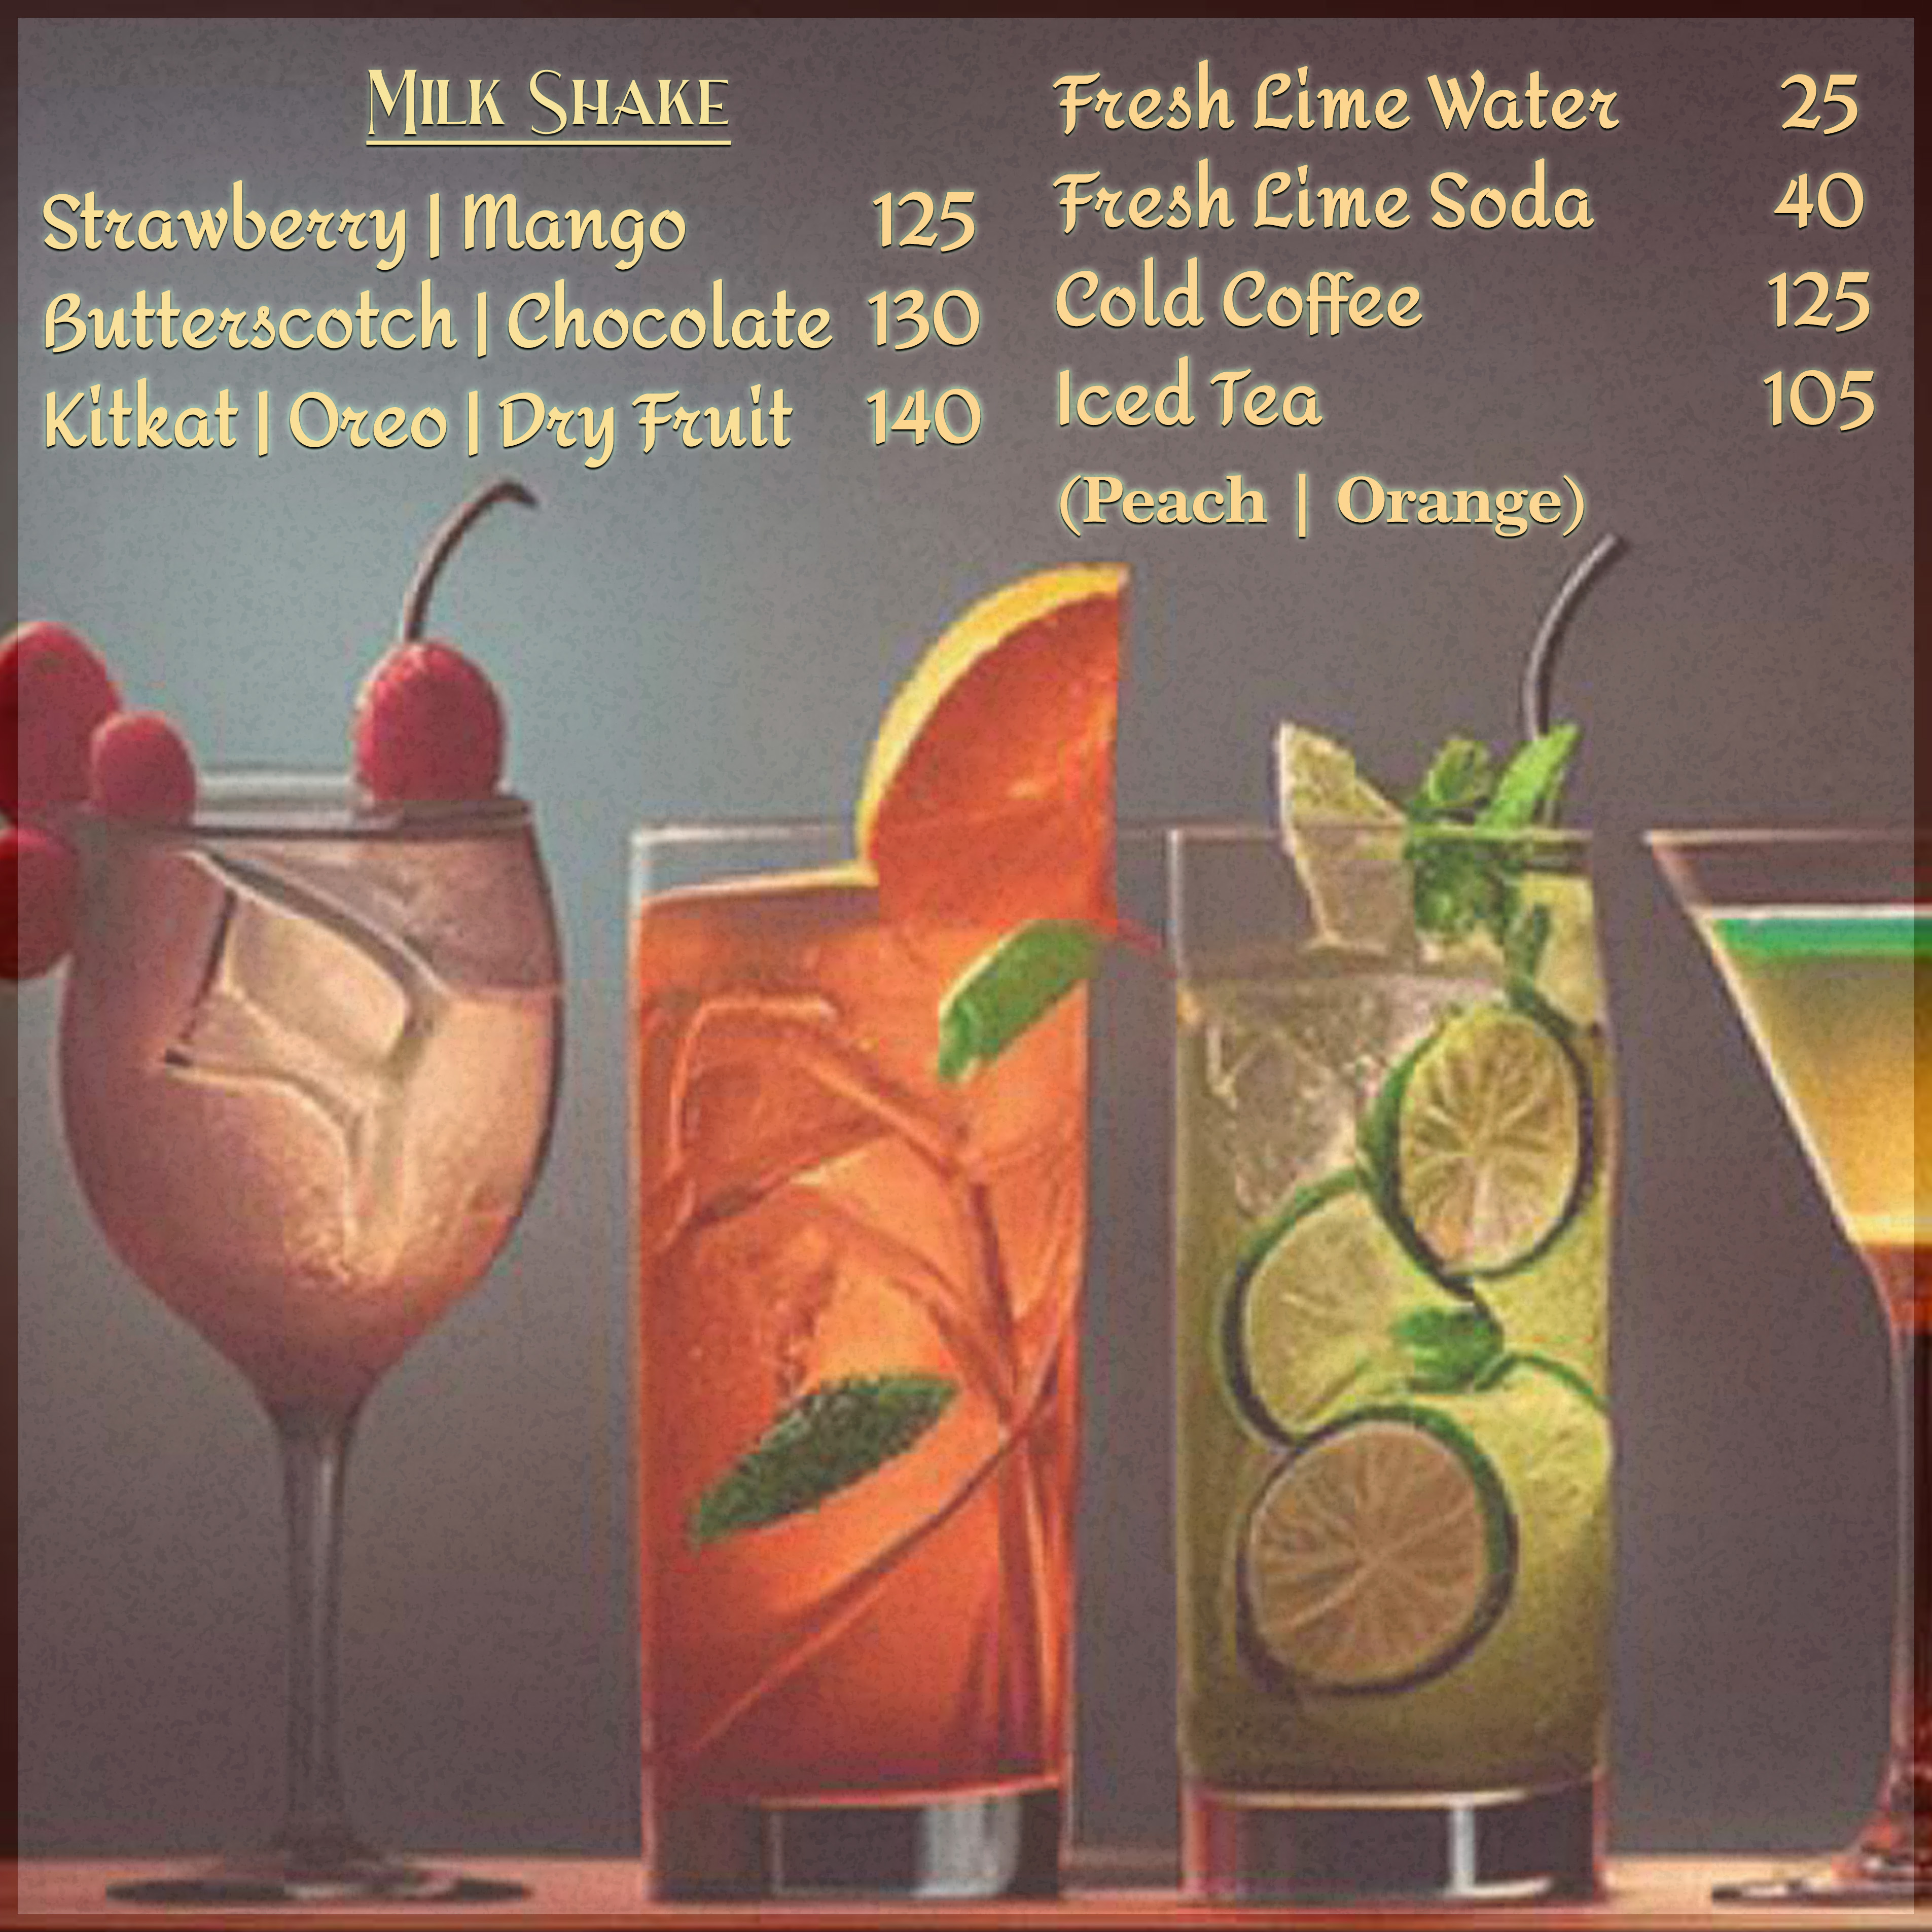 Milk Shake
Strawberry | Mango 125
Butterscotch | Chocolate 130
Kitkat | Oreo | Dry Fruit 140
Fresh Lime Water 25
Fresh Lime Soda 40
Cold Coffee 125
Iced Tea 105
(Peach | Orange)